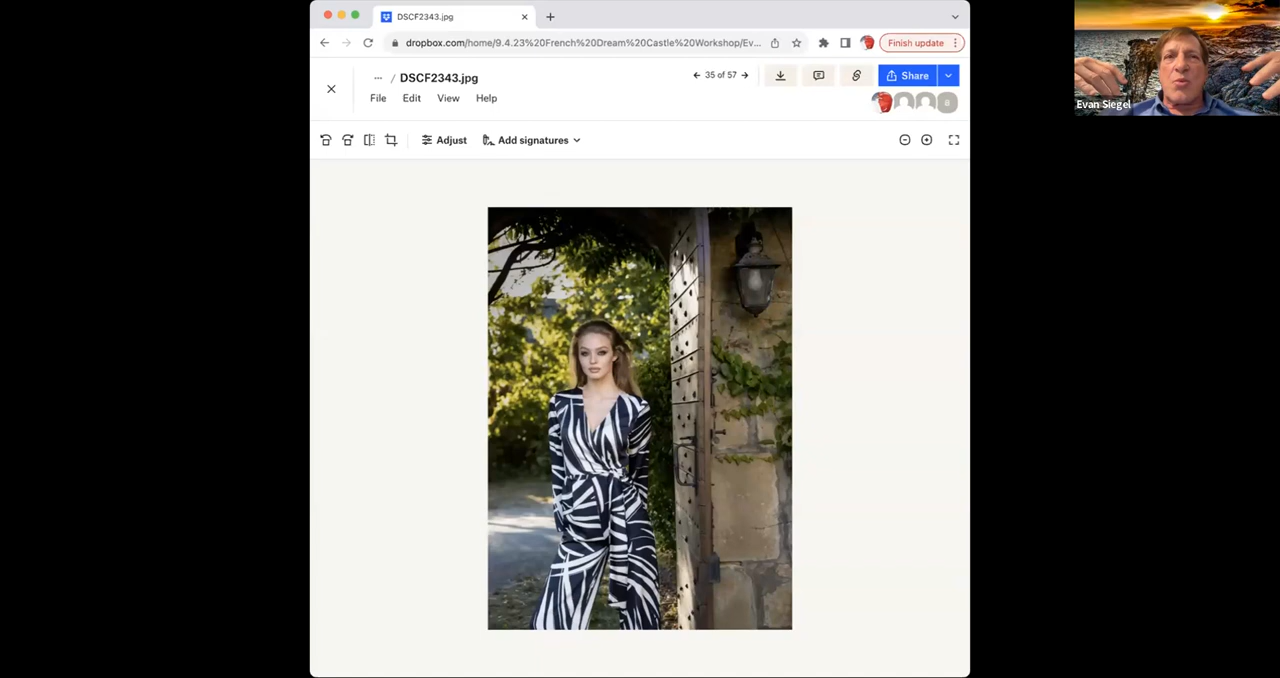 DSCF2343.jpg
dropbox.com/home/9.4.23%20French%20Dream%20Castle%20Workshop/Ev...
Finish update
... / DSCF2343.jpg
35 of 57
Share
File Edit View Help
8
Adjust
Add signatures
Evan Siegel